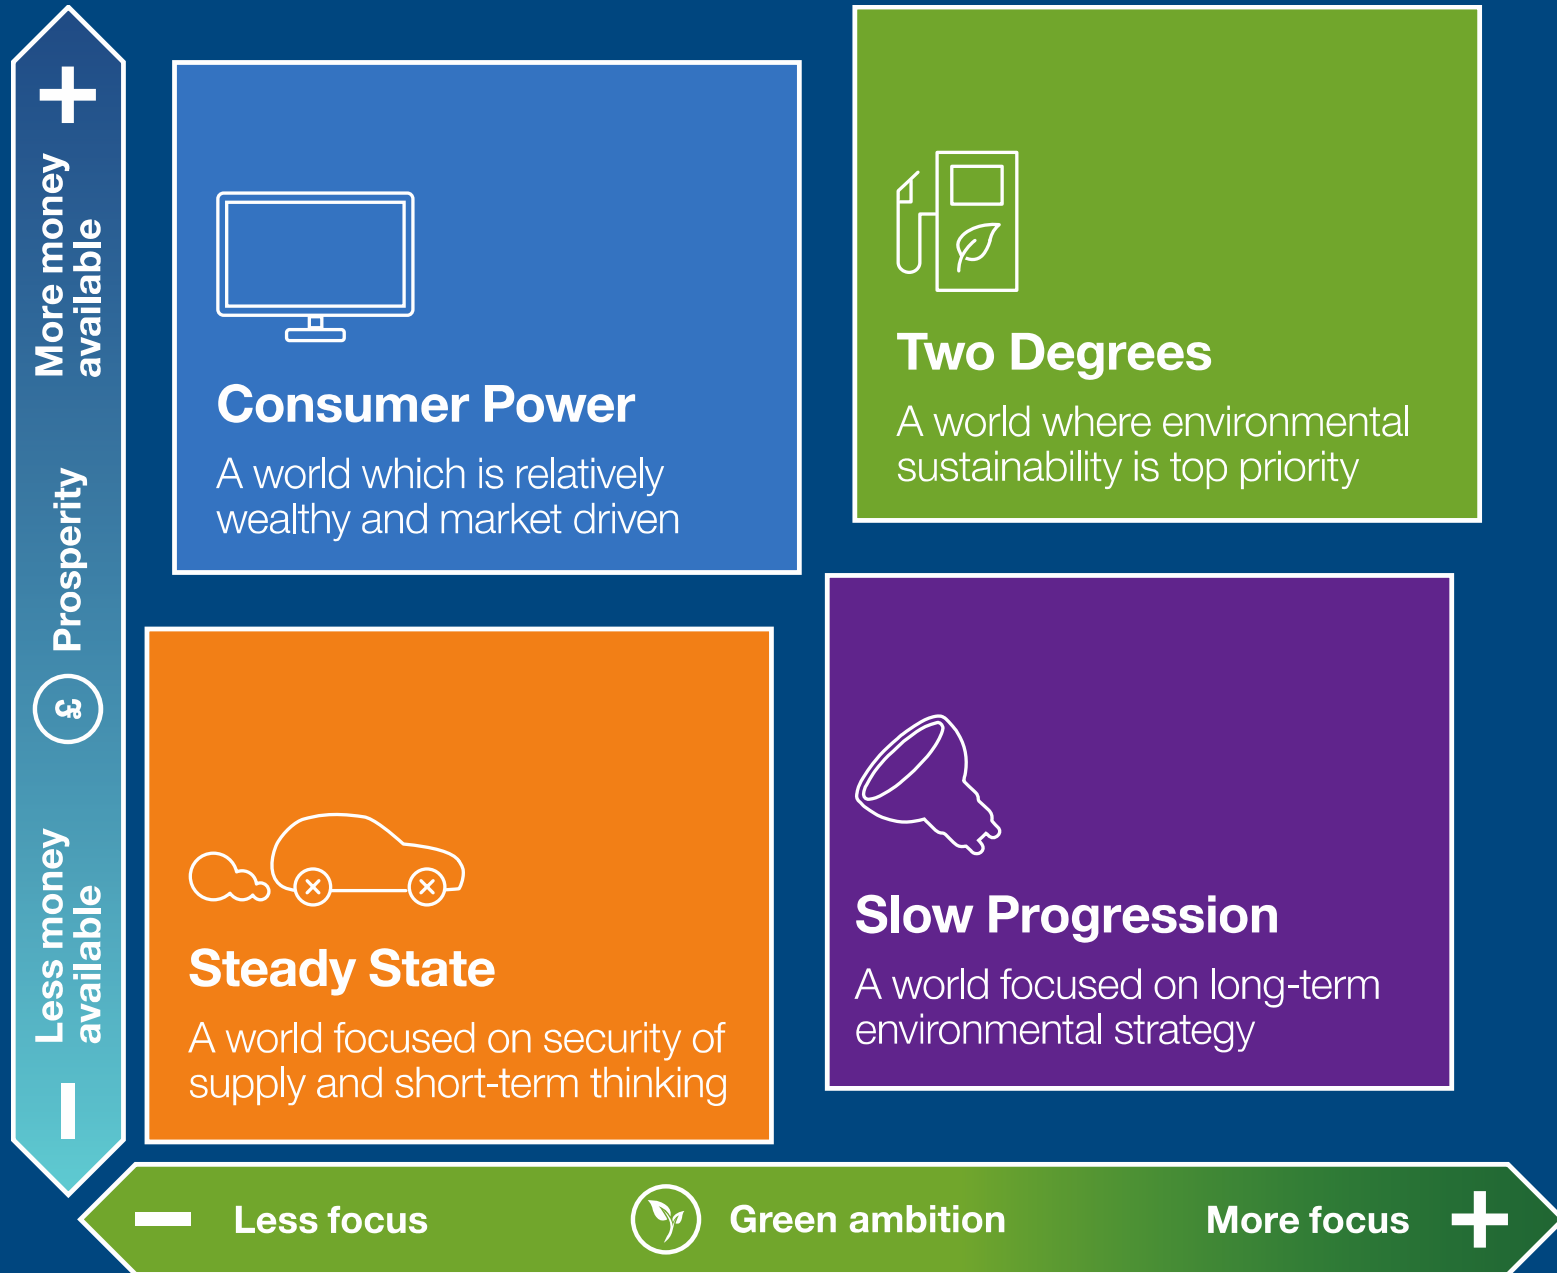 More money
available
Prosperity
£
Less money
available
Consumer Power
A world which is relatively
wealthy and market driven
Two Degrees
A world where environmental
sustainability is top priority
Steady State
A world focused on security of
supply and short-term thinking
Slow Progression
A world focused on long-term
environmental strategy
Less focus
Green ambition
More focus